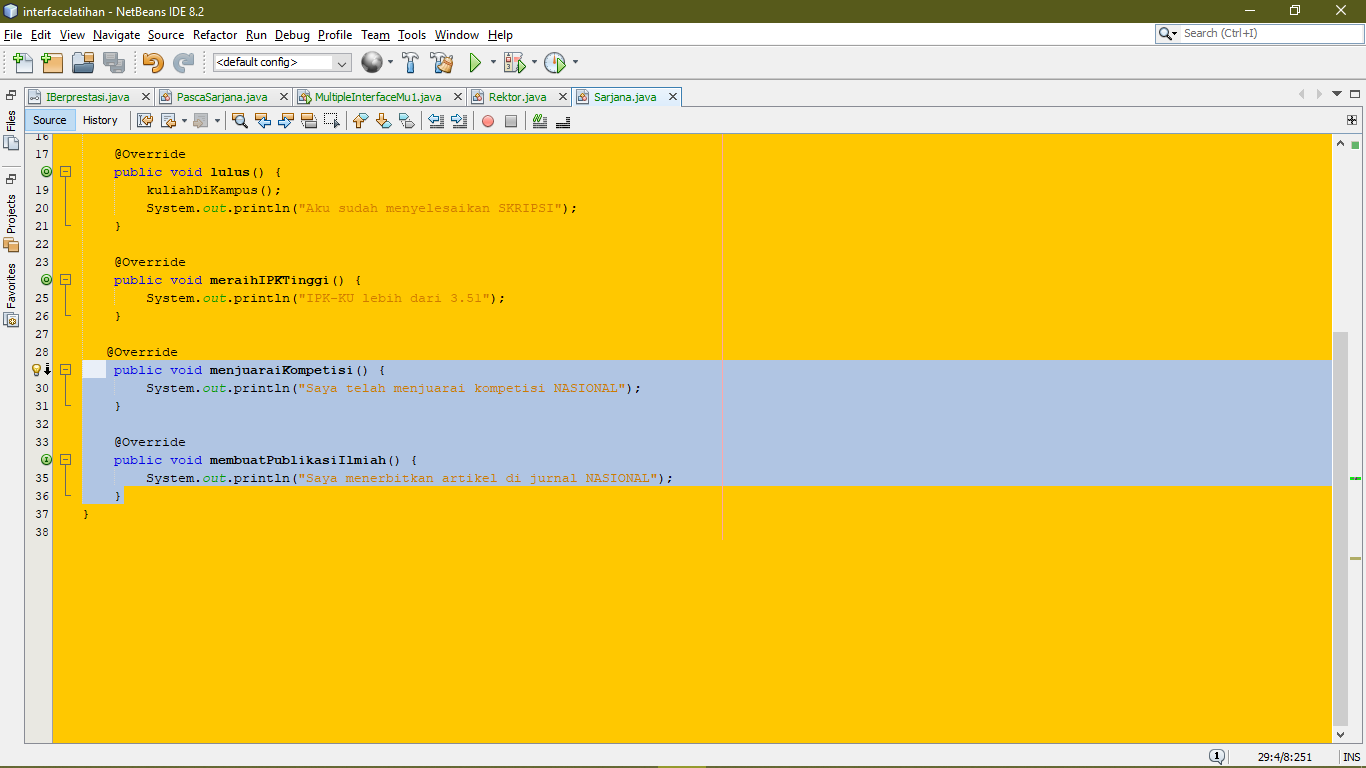 interfacelatihan - NetBeans IDE 8.2
File Edit View Navigate Source Refactor Run Debug Profile Team Tools Window Help
Search (Ctrl+I)
<default config>
IBerprestasi.java PascaSarjana.java MultipleInterfaceMu1.java Rektor.java Sarjana.java
Source History
Files
Projects
Favorites
16
17 @Override
public void lulus() {
19 kuliahDiKampus();
20 System.out.println("Aku sudah menyelesaikan SKRIPSI");
21 }
22
23 @Override
public void meraihIPKTinggi() {
25 System.out.println("IPK-KU lebih dari 3.51");
26 }
27
28 @Override
public void menjuaraiKompetisi() {
30 System.out.println("Saya telah menjuarai kompetisi NASIONAL");
31 }
32
33 @Override
public void membuatPublikasiIlmiah() {
35 System.out.println("Saya menerbitkan artikel di jurnal NASIONAL");
36 }
37 }
38
1 29:4/8:251 INS